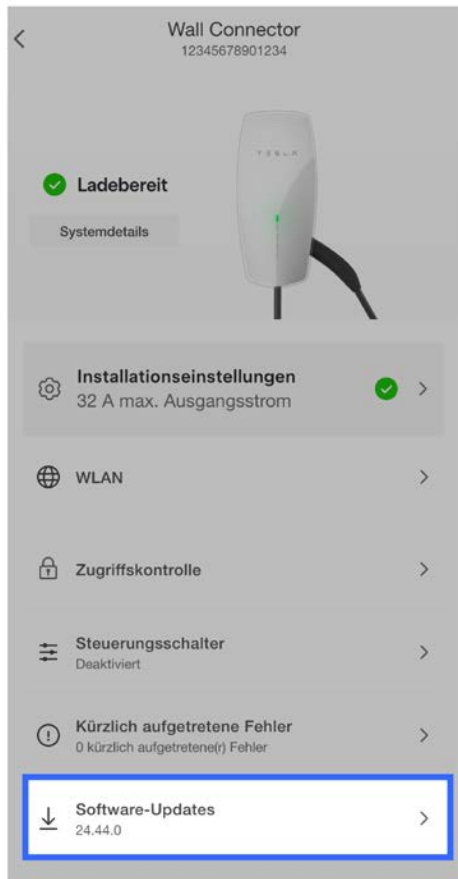 Wall Connector
12345678901234
TESLA
Ladebereit
Systemdetails
Installationseinstellungen
32 A max. Ausgangsstrom
WLAN
Zugriffskontrolle
Steuerungsschalter
Deaktiviert
Kürzlich aufgetretene Fehler
0 kürzlich aufgetretene(r) Fehler
Software-Updates
24.44.0